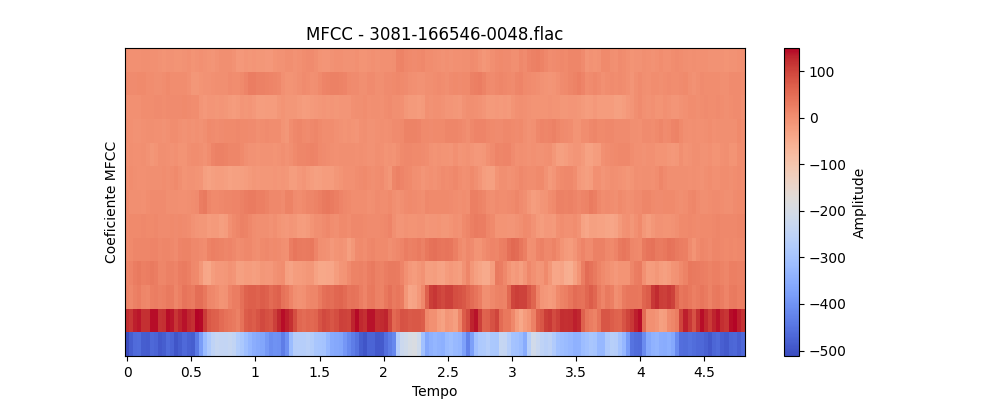 MFCC - 3081-166546-0048.flac
Coeficiente MFCC
0 0.5 1 1.5 2 2.5 3 3.5 4 4.5
Tempo
100
0
−100
−200
−300
−400
−500
Amplitude